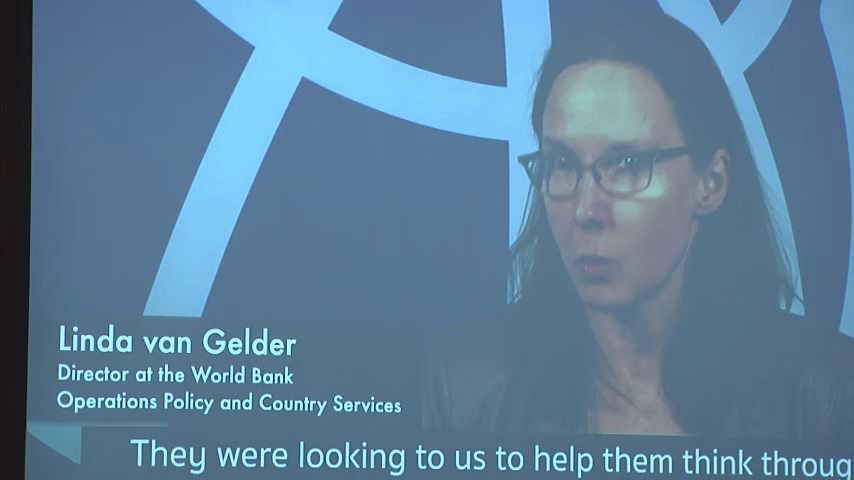 Linda van Gelder
Director at the World Bank
Operations Policy and Country Services
They were looking to us to help them think throug